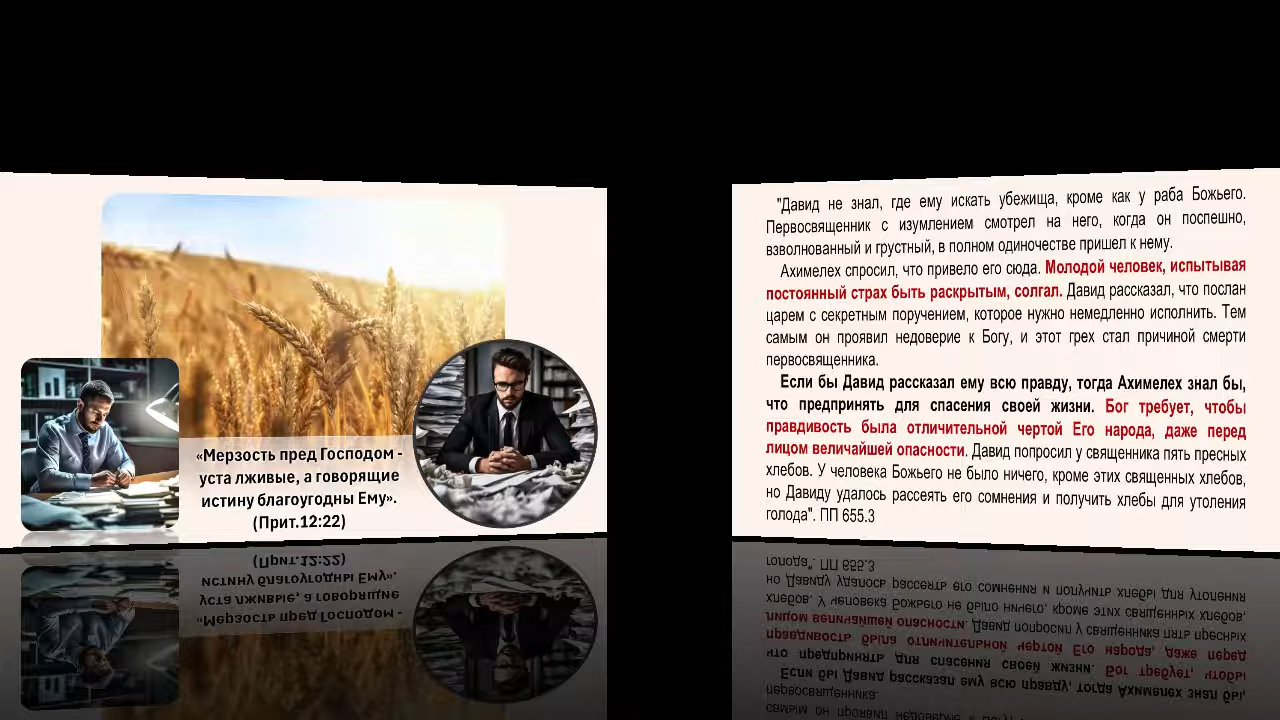 «Мерзость пред Господом -
уста лживые, а говорящие
истину благоугодны Ему».
(Прит.12:22)
"Давид не знал, где ему искать убежища, кроме как у раба Божьего.
Первосвященник с изумлением смотрел на него, когда он поспешно,
взволнованный и грустный, в полном одиночестве пришел к нему.
Ахимелех спросил, что привело его сюда. Молодой человек, испытывая
постоянный страх быть раскрытым, солгал. Давид рассказал, что послан
царем с секретным поручением, которое нужно немедленно исполнить. Тем
самым он проявил недоверие к Богу, и этот грех стал причиной смерти
первосвященника.
Если бы Давид рассказал ему всю правду, тогда Ахимелех знал бы,
что предпринять для спасения своей жизни. Бог требует, чтобы
правдивость была отличительной чертой Его народа, даже перед
лицом величайшей опасности. Давид попросил у священника пять пресных
хлебов. У человека Божьего не было ничего, кроме этих священных хлебов,
но Давиду удалось рассеять его сомнения и получить хлебы для утоления
голода". ПП 655.3